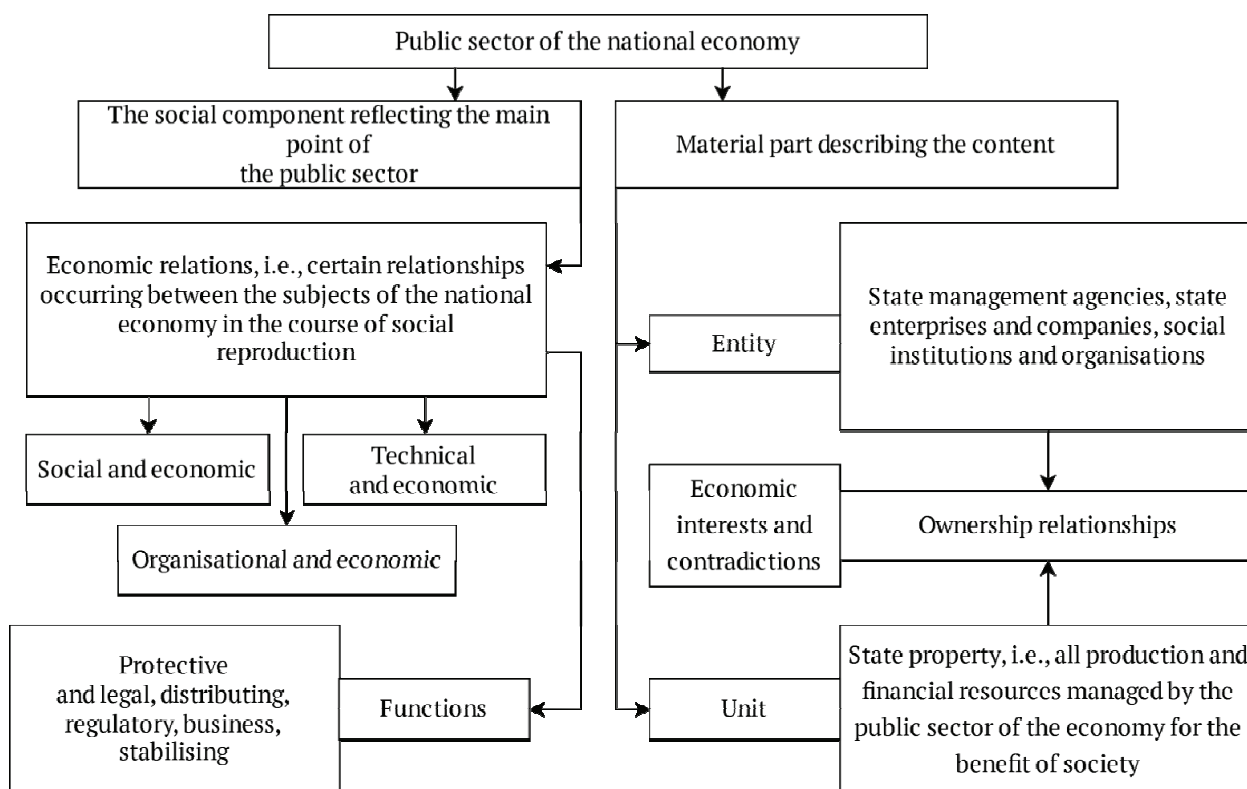 Public sector of the national economy
The social component reflecting the main
point of
the public sector
Material part describing the content
Economic relations, i.e., certain relationships
occurring between the subjects of the national
economy in the course of social
reproduction
State management agencies, state
enterprises and companies, social
institutions and organisations
Entity
Social and economic
Technical
and economic
Organisational and economic
Economic
interests and
contradictions
Ownership relationships
Protective
and legal, distributing,
regulatory, business,
stabilising
Functions
Unit
State property, i.e., all production and
financial resources managed by the
public sector of the economy for the
benefit of society